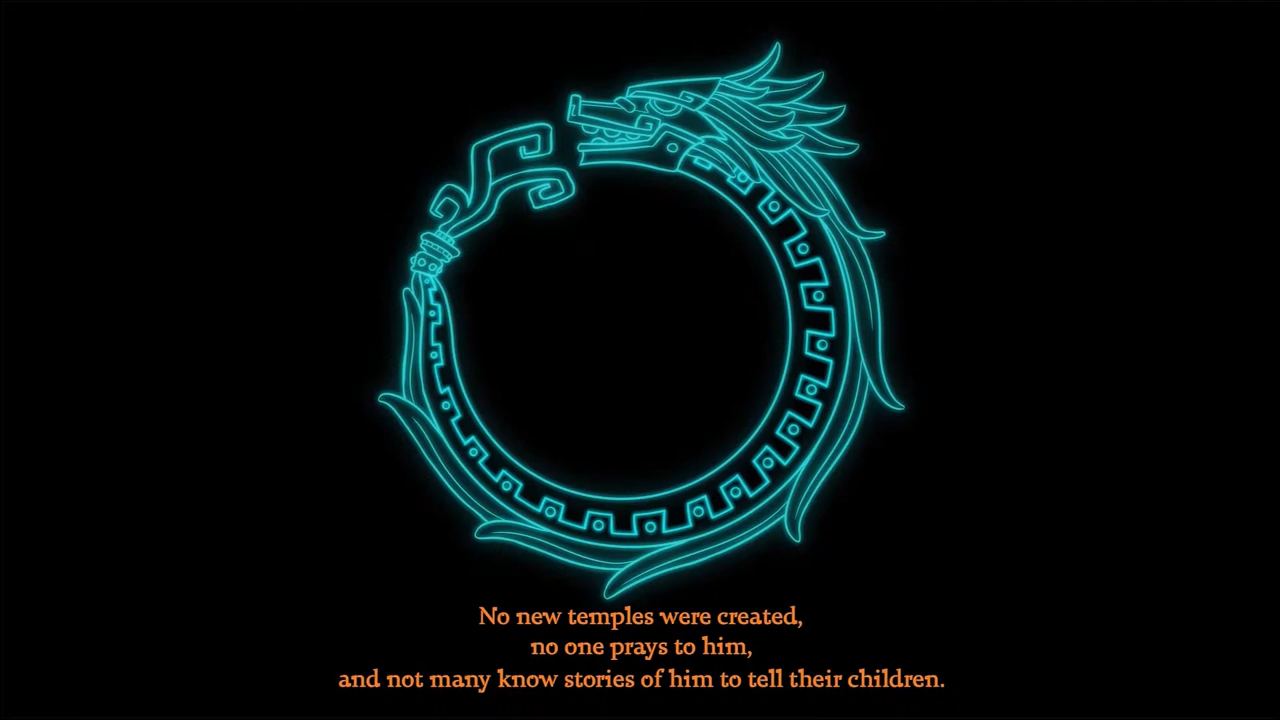 No new temples were created,
no one prays to him,
and not many know stories of him to tell their children.